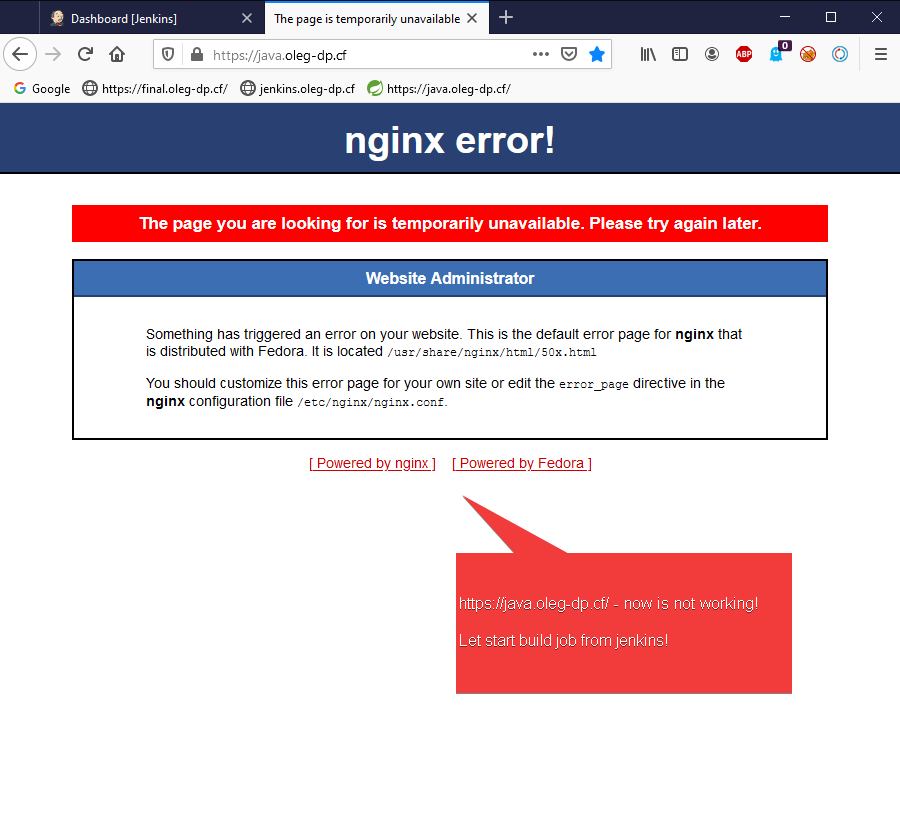 Dashboard [Jenkins]
The page is temporarily unavailable
https://java.oleg-dp.cf
ABP
0
Google
https://final.oleg-dp.cf/
jenkins.oleg-dp.cf
https://java.oleg-dp.cf/
nginx error!
The page you are looking for is temporarily unavailable. Please try again later.
Website Administrator
Something has triggered an error on your website. This is the default error page for nginx that
is distributed with Fedora. It is located /usr/share/nginx/html/50x.html
You should customize this error page for your own site or edit the error_page directive in the
nginx configuration file /etc/nginx/nginx.conf.
[ Powered by nginx ] [ Powered by Fedora ]
https://java.oleg-dp.cf/ - now is not working!
Let start build job from jenkins!